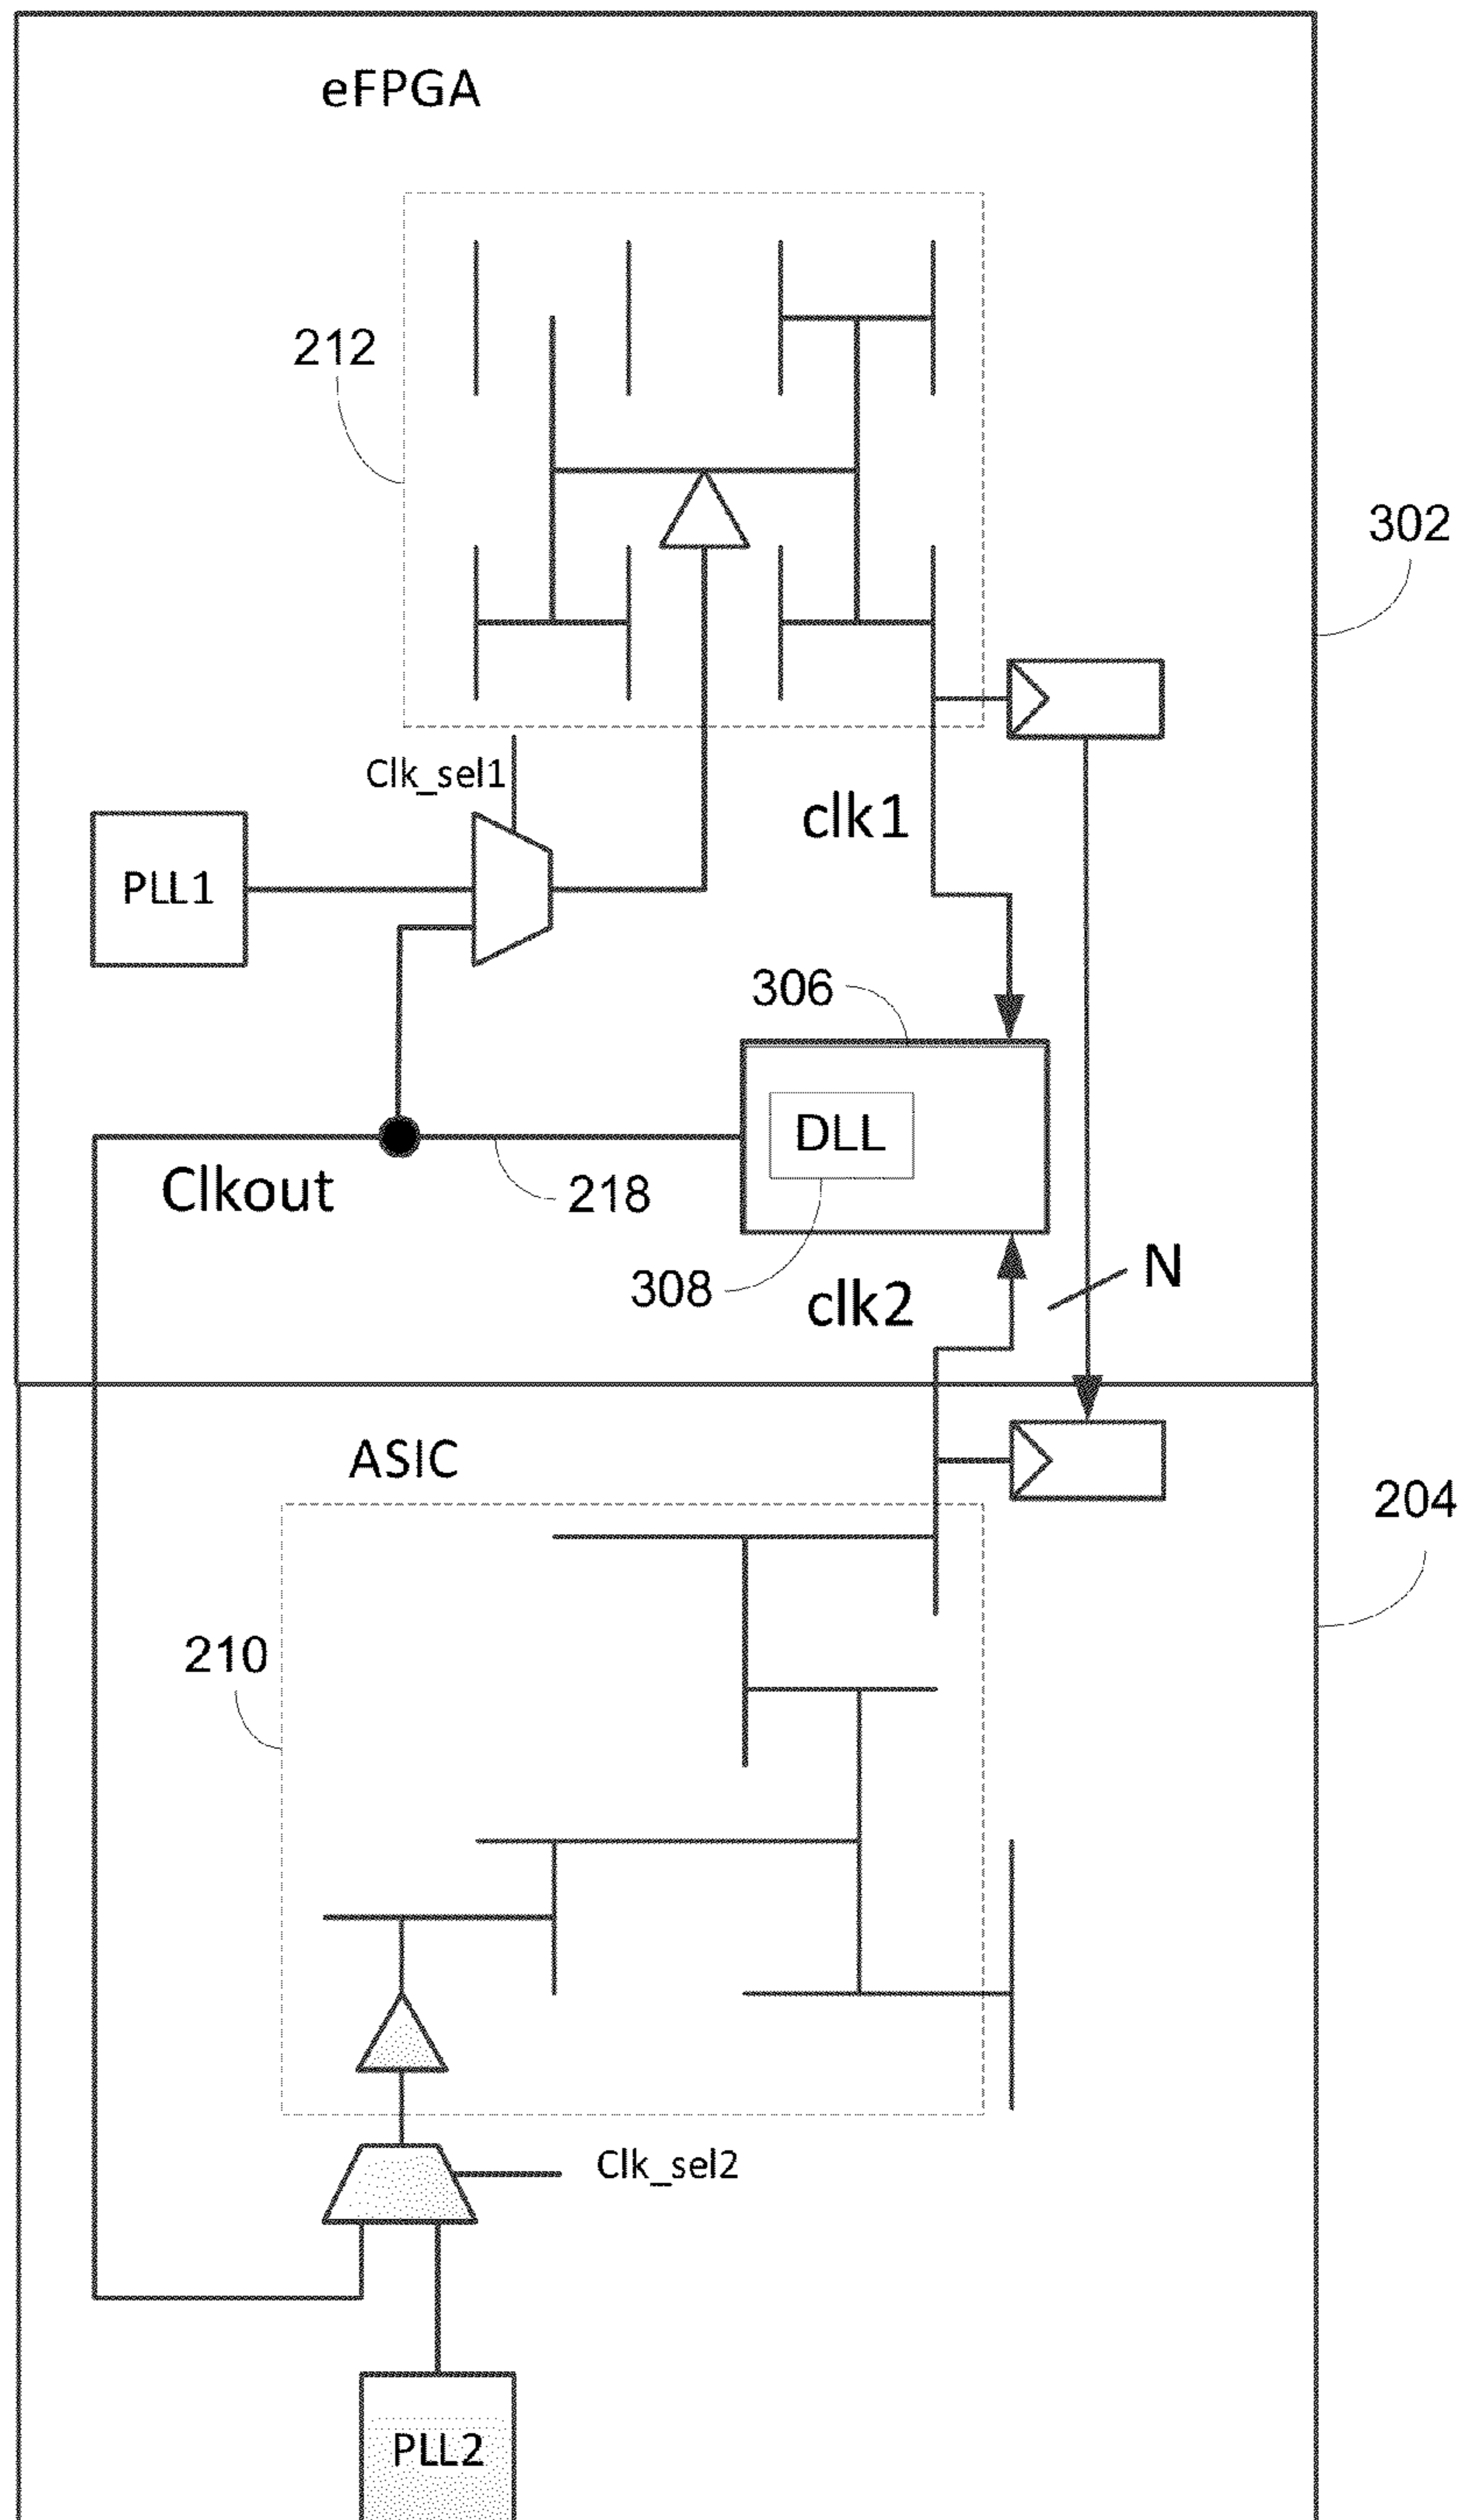 eFPGA
212
302
Clk_sel1
clk1
PLL1
306
DLL
Clkout
218
308
clk2
N
ASIC
204
210
Clk_sel2
PLL2